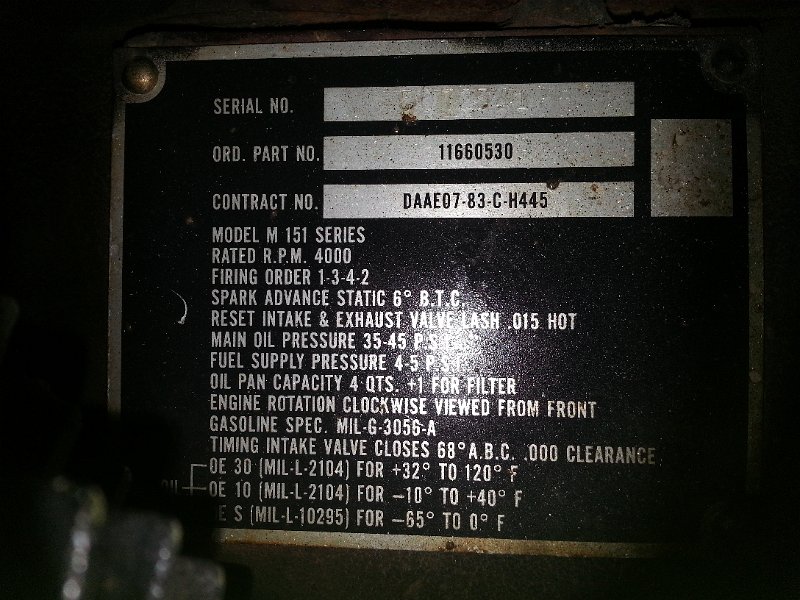 SERIAL NO.
ORD. PART NO. 11660530
CONTRACT NO. DAAE07-83-C-H445
MODEL M 151 SERIES
RATED R.P.M. 4000
FIRING ORDER 1-3-4-2
SPARK ADVANCE STATIC 6° B.T.C.
RESET INTAKE & EXHAUST VALVE LASH .015 HOT
MAIN OIL PRESSURE 35-45 P.S.I.
FUEL SUPPLY PRESSURE 4-5 P.S.I.
OIL PAN CAPACITY 4 QTS. +1 FOR FILTER
ENGINE ROTATION CLOCKWISE VIEWED FROM FRONT
GASOLINE SPEC. MIL-G-3056-A
TIMING INTAKE VALVE CLOSES 68° A.B.C. .000 CLEARANCE
OE 30 (MIL-L-2104) FOR +32° TO 120° F
OIL OE 10 (MIL-L-2104) FOR -10° TO +40° F
E S (MIL-L-10295) FOR -65° TO 0° F